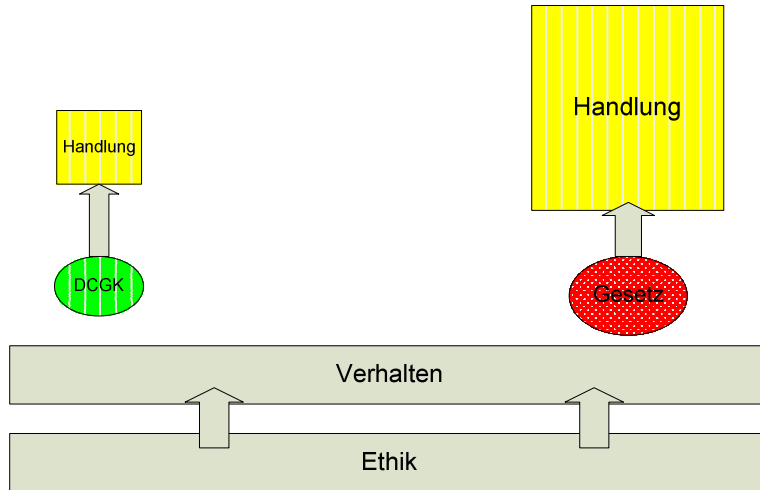 Handlung
Handlung
DCGK
Gesetz
Verhalten
Ethik